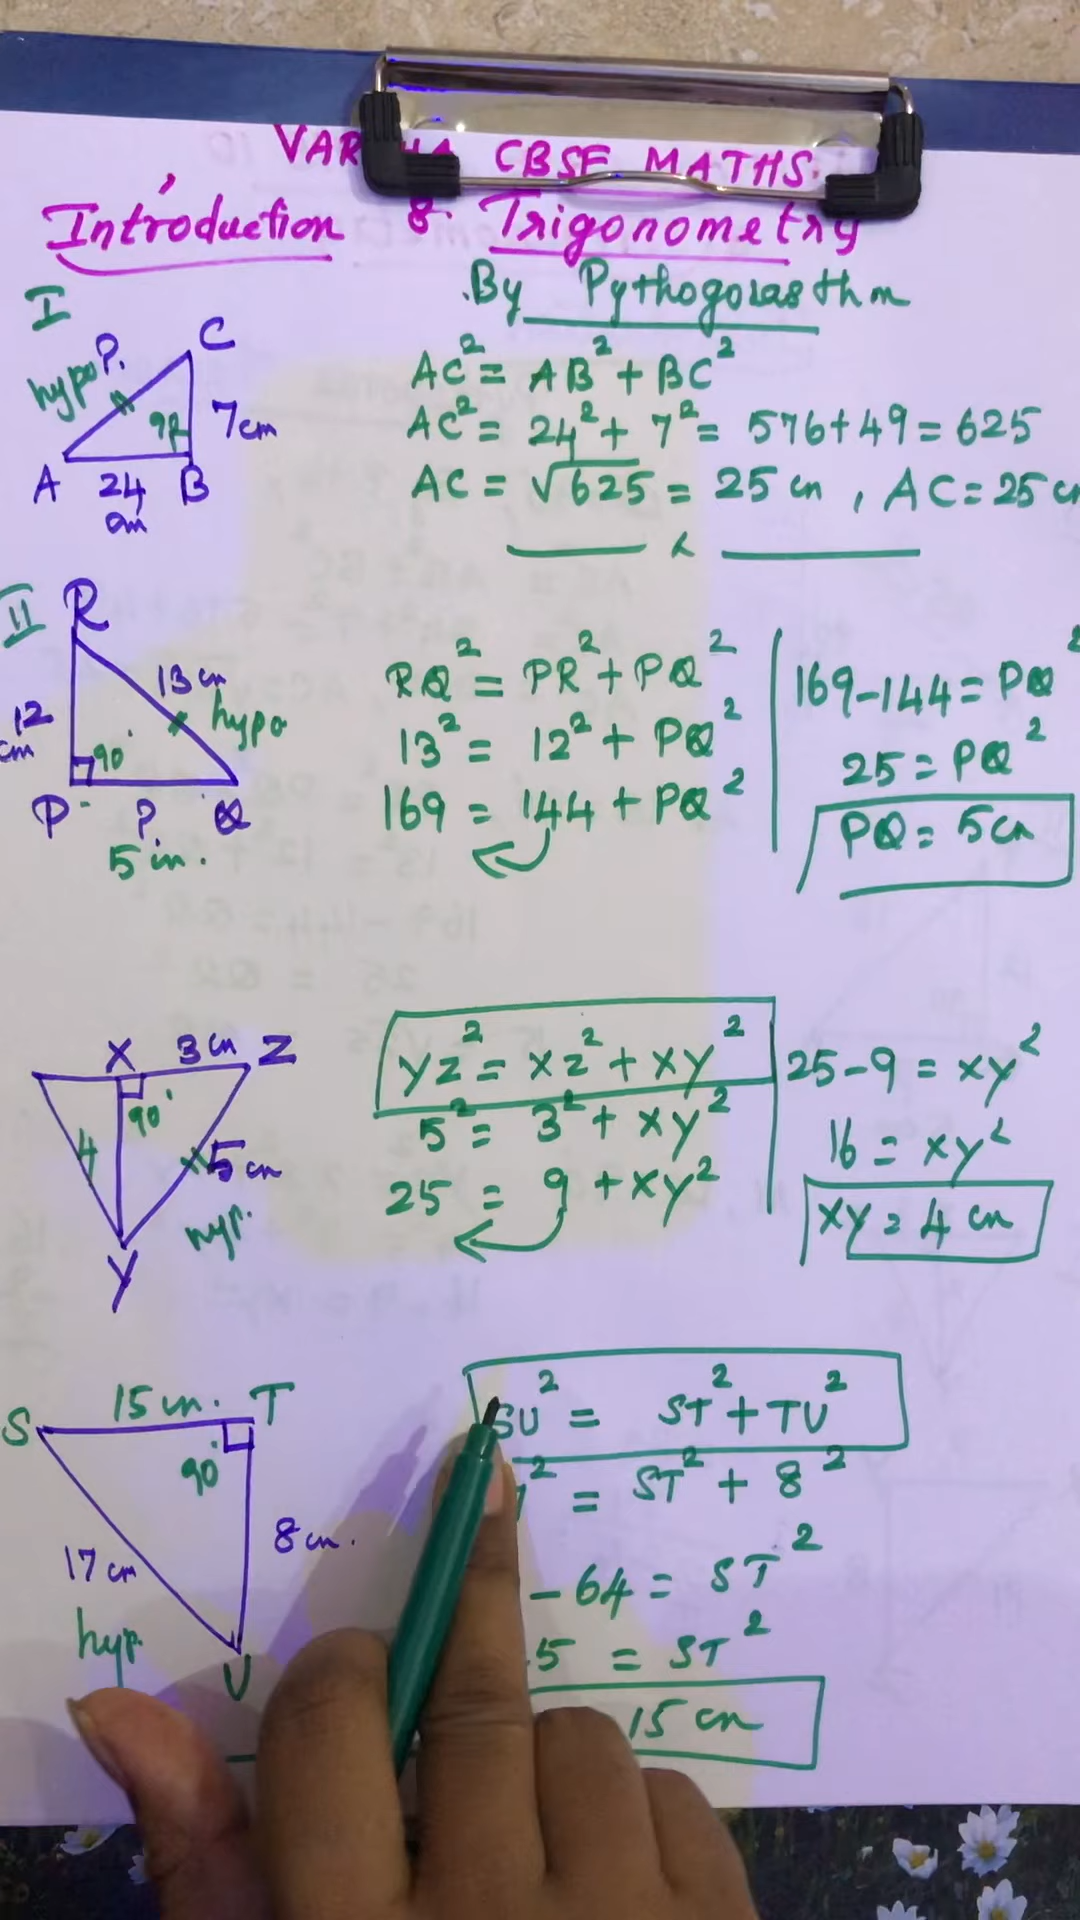 CBSE MATHS.
Introduction 8. Trigonometry
By Pythogoras thm
I
C
hypo P.
7cm
A 24 B
cm
AC² = AB² + BC²
AC² = 24² + 7² = 576+49 = 625
AC = √625 = 25 cm , AC = 25 cm
II
R
13 cm
hypo
12
cm
90°
P P. Q
5 cm.
RQ² = PR² + PQ²
13² = 12² + PQ²
169 = 144 + PQ²
169-144 = PQ²
25 = PQ²
PQ = 5cm
X 3cm Z
90°
4
5cm
hyp.
Y
YZ² = XZ² + XY²
5² = 3² + XY²
25 = 9 + XY²
25-9 = XY²
16 = XY²
XY = 4 cm
15 cm. T
S
90°
8 cm.
17 cm
hyp.
U
SU² = ST² + TU²
² = ST² + 8²
- 64 = ST²
5 = ST²
15 cm